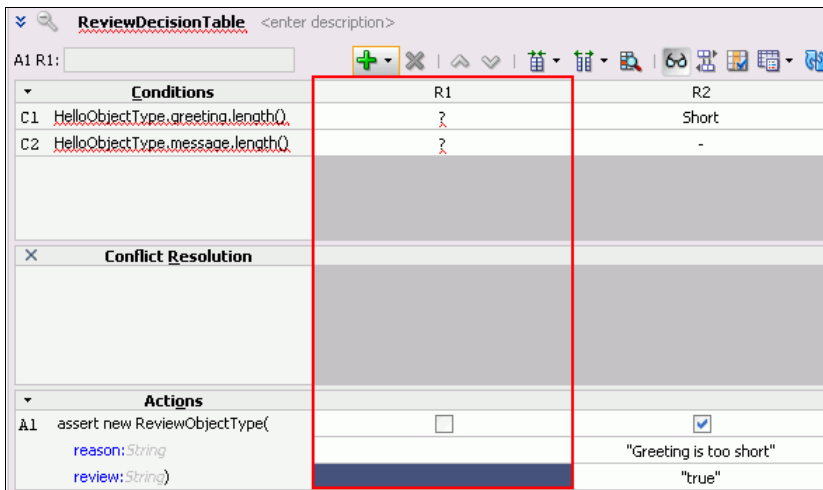 ReviewDecisionTable <enter description>
A1 R1:
Conditions R1 R2
C1 HelloObjectType.greeting.length() ? Short
C2 HelloObjectType.message.length() ? -
Conflict Resolution
Actions
A1 assert new ReviewObjectType(
reason:String "Greeting is too short"
review:String) "true"